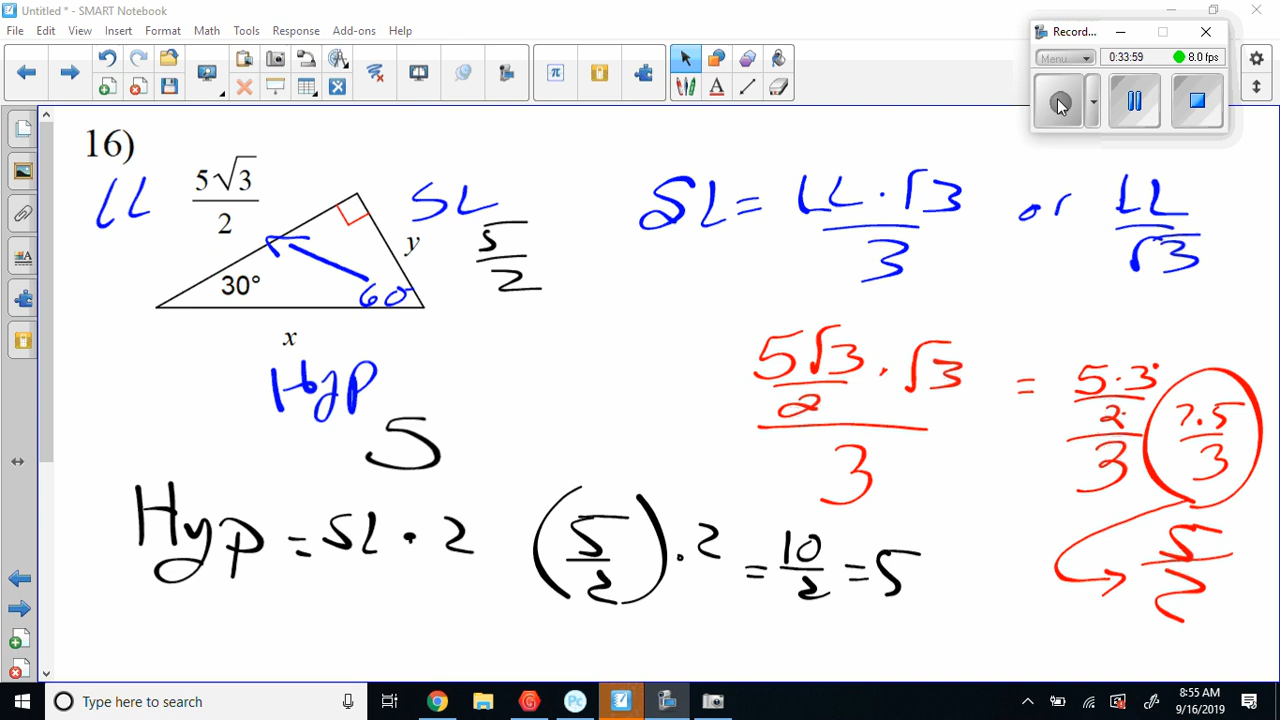 Untitled * - SMART Notebook
File Edit View Insert Format Math Tools Response Add-ons Help
Record...
Menu...
0:33:59
8.0 fps
π
A
16)
LL
5√3
2
SL
5
2
y
30°
60
x
Hyp
5
SL = LL · √3 or LL
3 √3
5√3 · √3 = 5·3
2 2
3 3
7.5
3
5
2
Hyp = SL · 2 (5/2) · 2 = 10/2 = 5
Type here to search
G
Pc
8:55 AM
9/16/2019